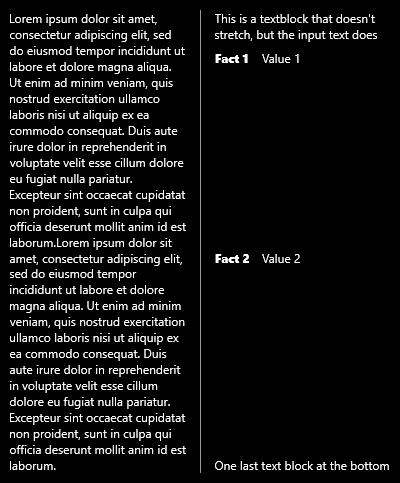 Lorem ipsum dolor sit amet,
consectetur adipiscing elit, sed
do eiusmod tempor incididunt ut
labore et dolore magna aliqua.
Ut enim ad minim veniam, quis
nostrud exercitation ullamco
laboris nisi ut aliquip ex ea
commodo consequat. Duis aute
irure dolor in reprehenderit in
voluptate velit esse cillum dolore
eu fugiat nulla pariatur.
Excepteur sint occaecat cupidatat
non proident, sunt in culpa qui
officia deserunt mollit anim id est
laborum.Lorem ipsum dolor sit
amet, consectetur adipiscing elit,
sed do eiusmod tempor
incididunt ut labore et dolore
magna aliqua. Ut enim ad minim
veniam, quis nostrud exercitation
ullamco laboris nisi ut aliquip ex
ea commodo consequat. Duis
aute irure dolor in reprehenderit
in voluptate velit esse cillum
dolore eu fugiat nulla pariatur.
Excepteur sint occaecat cupidatat
non proident, sunt in culpa qui
officia deserunt mollit anim id est
laborum.
This is a textblock that doesn't
stretch, but the input text does
Fact 1 Value 1
Fact 2 Value 2
One last text block at the bottom